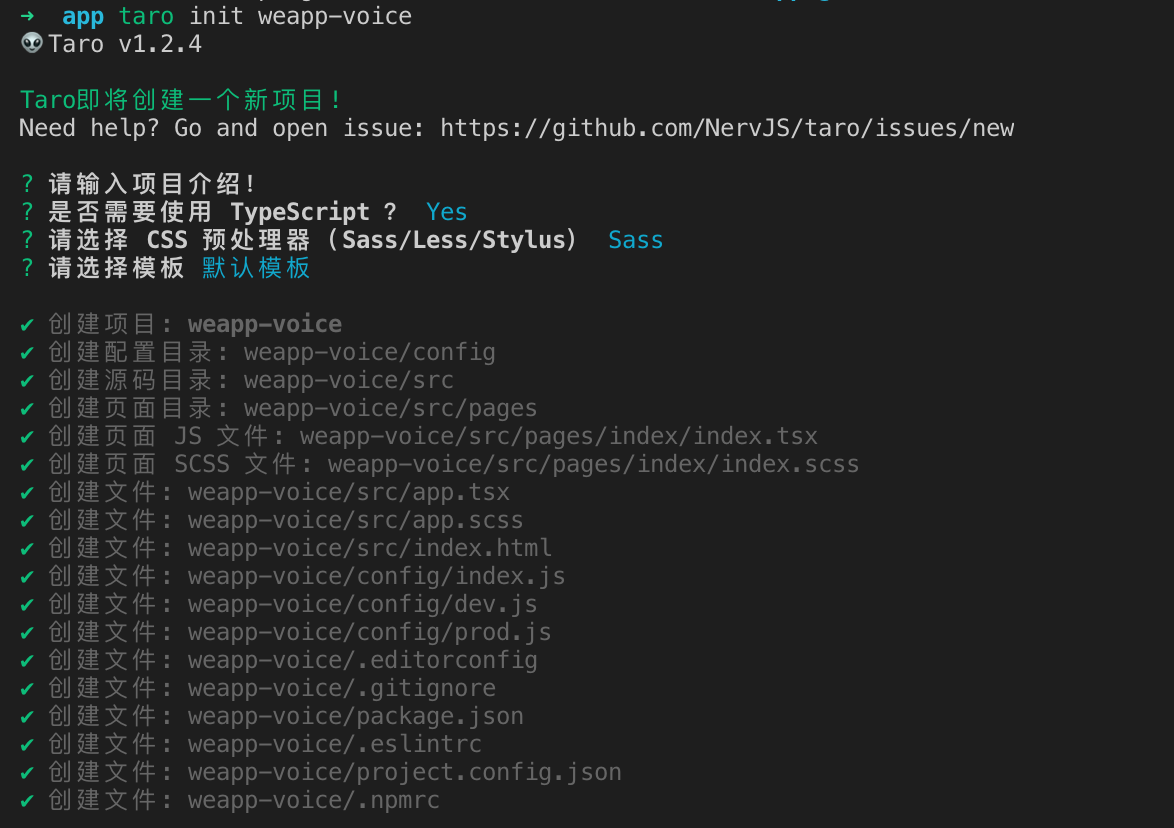 ➜ app taro init weapp-voice
👽Taro v1.2.4
Taro即将创建一个新项目!
Need help? Go and open issue: https://github.com/NervJS/taro/issues/new
? 请输入项目介绍!
? 是否需要使用 TypeScript ? Yes
? 请选择 CSS 预处理器（Sass/Less/Stylus） Sass
? 请选择模板 默认模板
✔ 创建项目: weapp-voice
✔ 创建配置目录: weapp-voice/config
✔ 创建源码目录: weapp-voice/src
✔ 创建页面目录: weapp-voice/src/pages
✔ 创建页面 JS 文件: weapp-voice/src/pages/index/index.tsx
✔ 创建页面 SCSS 文件: weapp-voice/src/pages/index/index.scss
✔ 创建文件: weapp-voice/src/app.tsx
✔ 创建文件: weapp-voice/src/app.scss
✔ 创建文件: weapp-voice/src/index.html
✔ 创建文件: weapp-voice/config/index.js
✔ 创建文件: weapp-voice/config/dev.js
✔ 创建文件: weapp-voice/config/prod.js
✔ 创建文件: weapp-voice/.editorconfig
✔ 创建文件: weapp-voice/.gitignore
✔ 创建文件: weapp-voice/package.json
✔ 创建文件: weapp-voice/.eslintrc
✔ 创建文件: weapp-voice/project.config.json
✔ 创建文件: weapp-voice/.npmrc